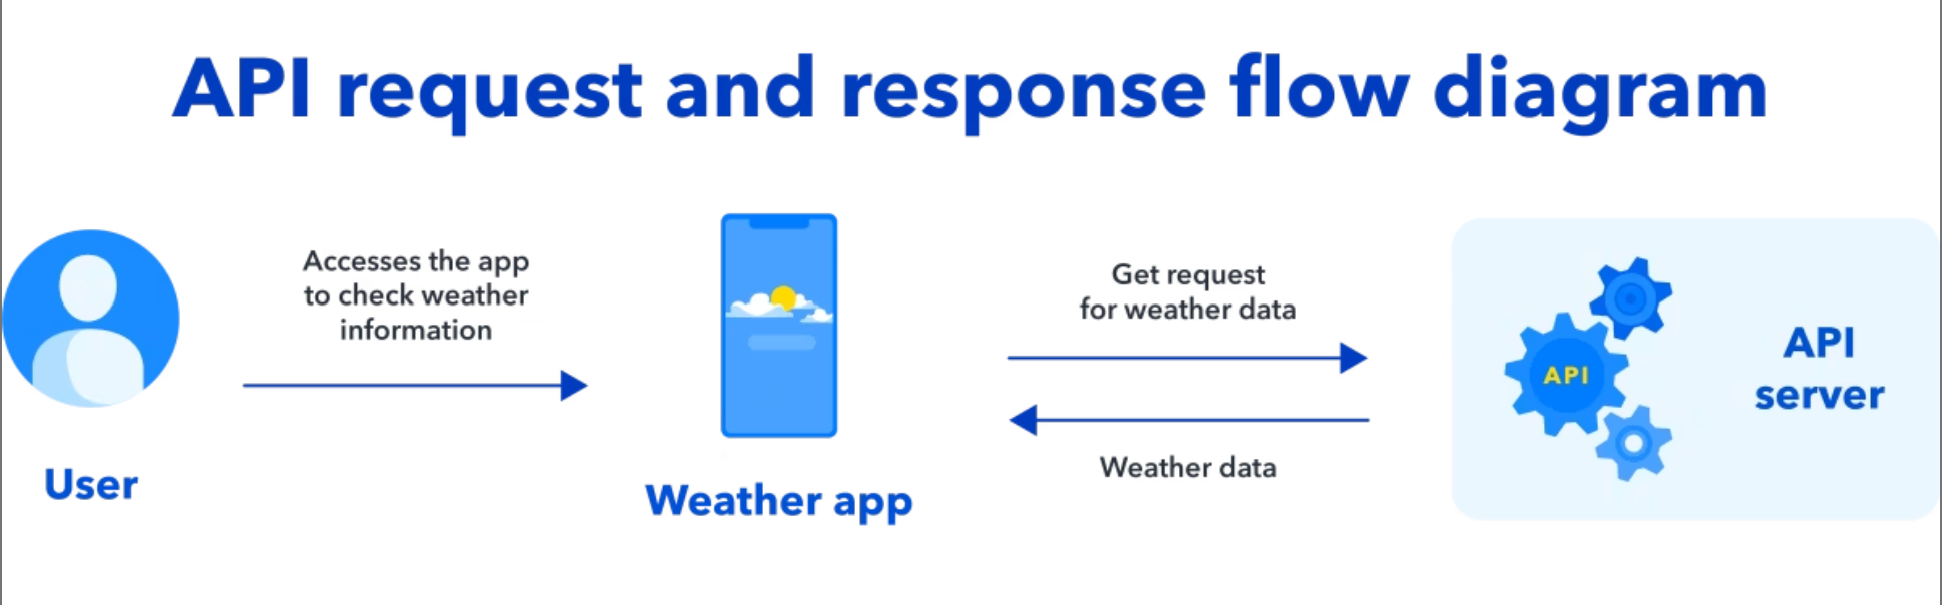 API request and response flow diagram
Accesses the app
to check weather
information
Get request
for weather data
API
API
server
Weather data
User
Weather app